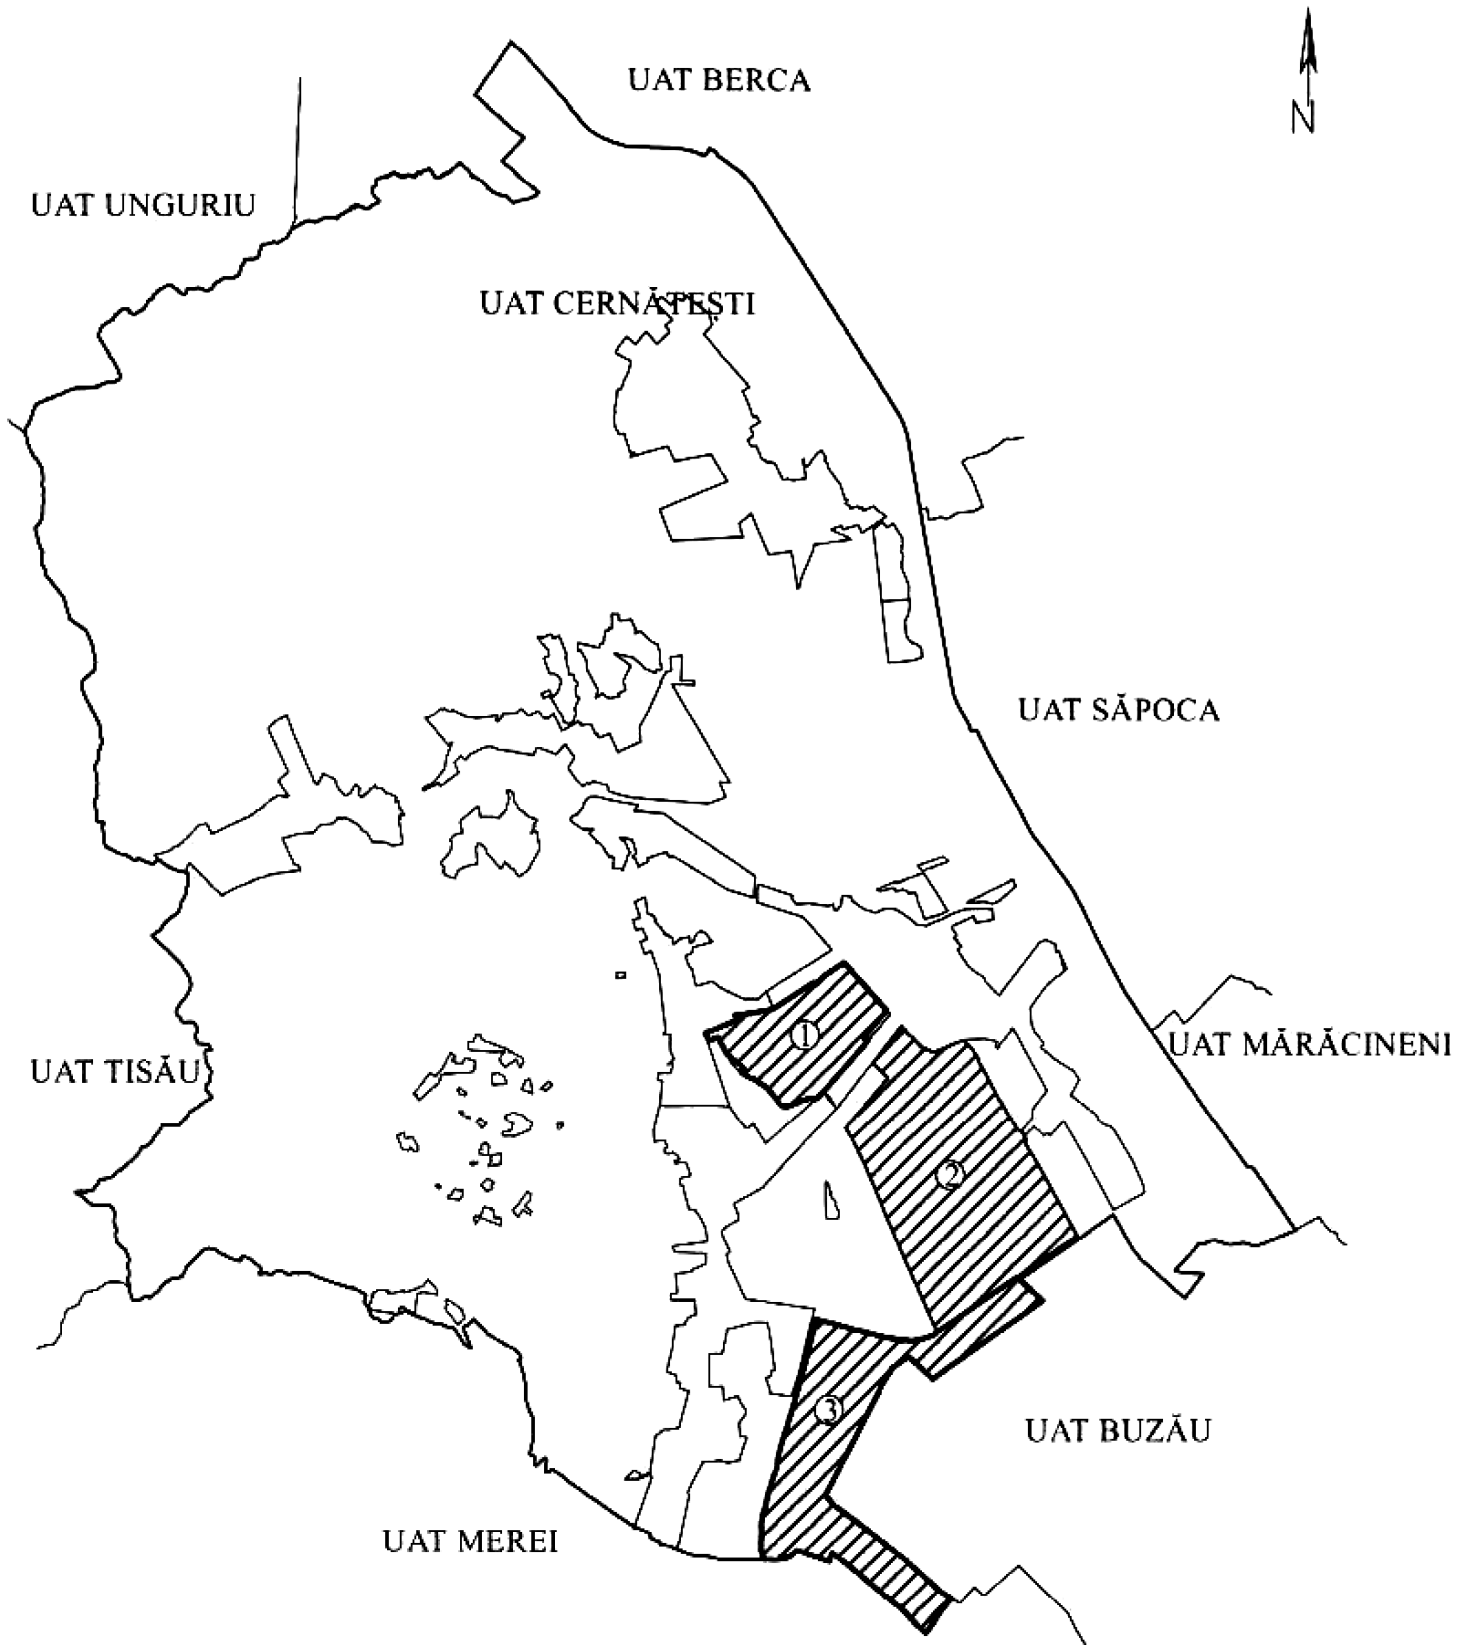 UAT BERCA
N
UAT UNGURIU
UAT CERNĂTEȘTI
UAT SĂPOCA
1
UAT MĂRĂCINENI
UAT TISĂU
2
3
UAT BUZĂU
UAT MEREI